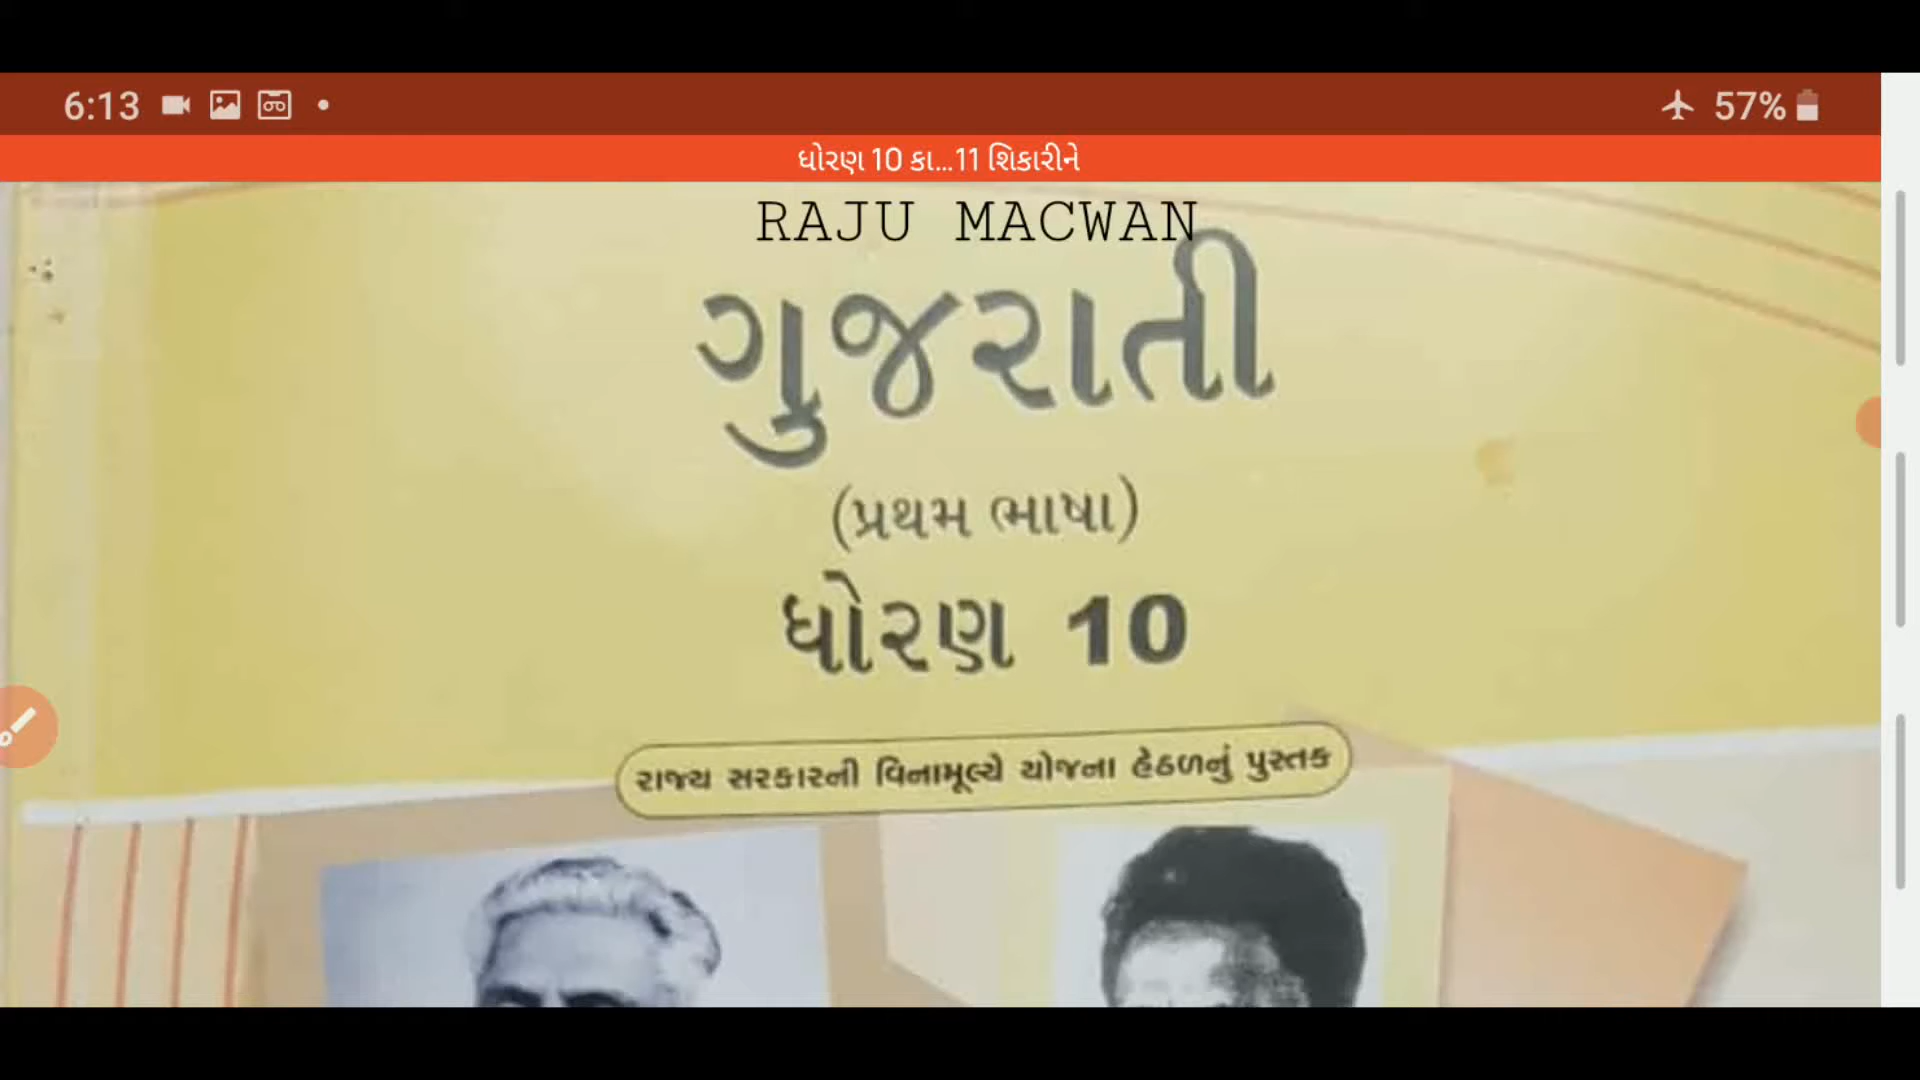 6:13 57%
ધોરણ 10 કા...11 શિકારીને
RAJU MACWAN
ગુજરાતી
(પ્રથમ ભાષા)
ધોરણ 10
રાજ્ય સરકારની વિનામૂલ્યે યોજના હેઠળનું પુસ્તક